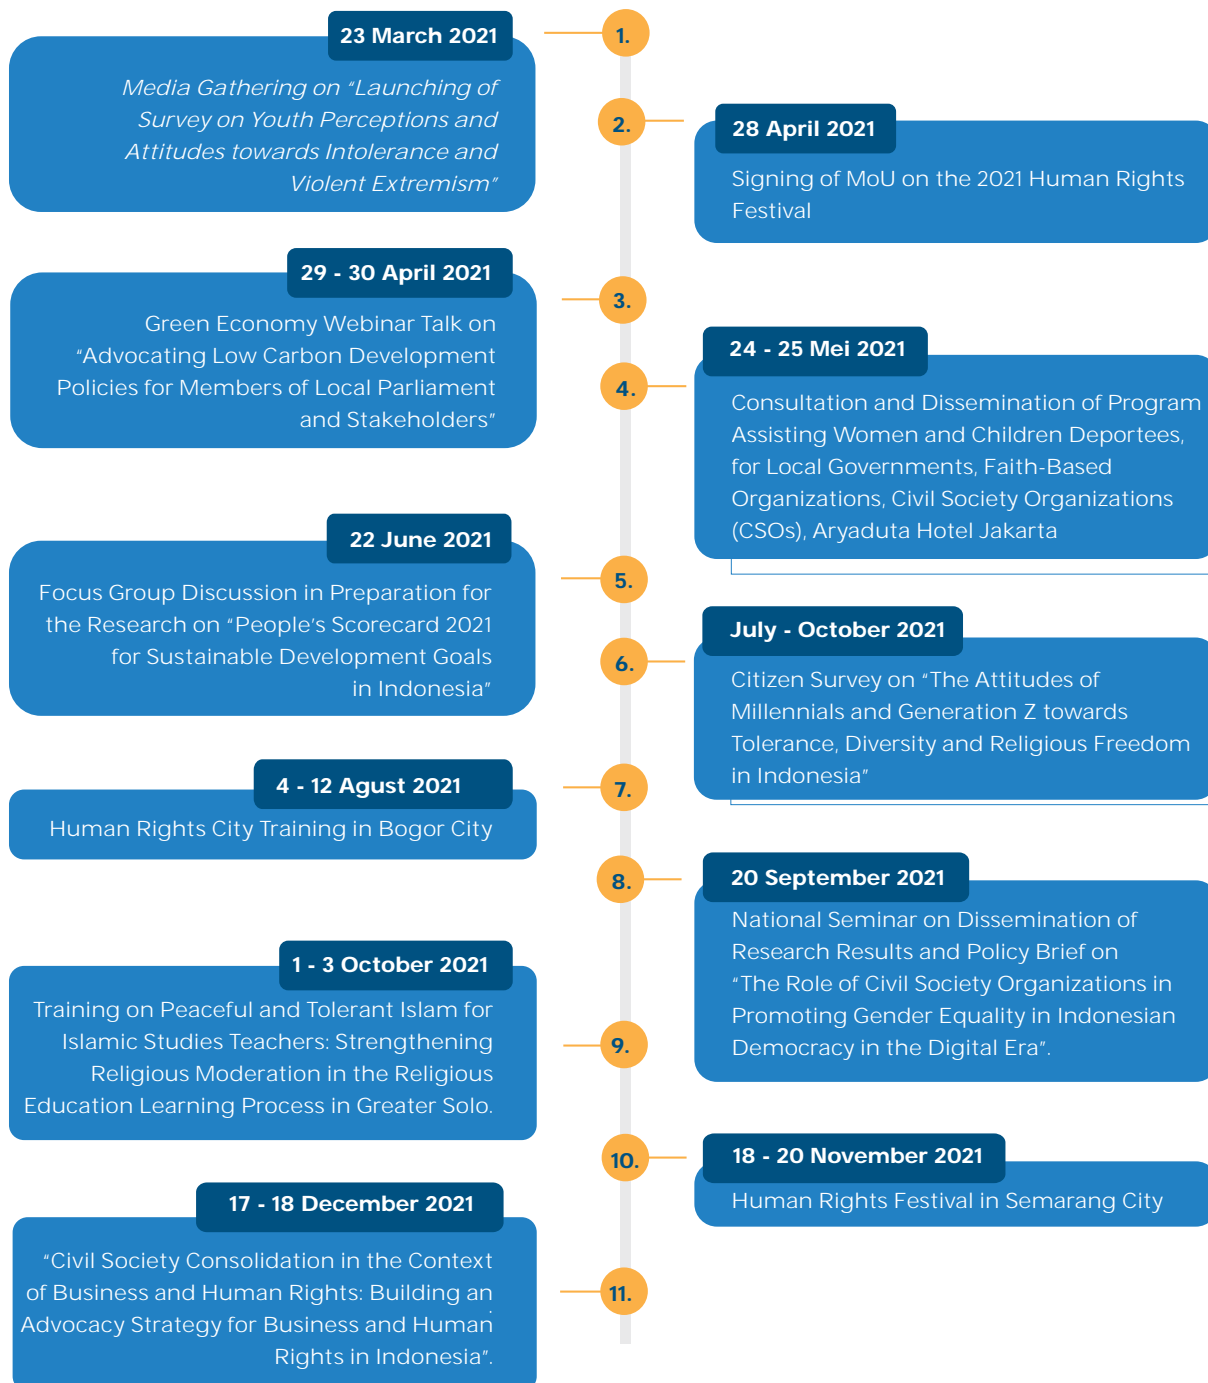 23 March 2021
1.
Media Gathering on “Launching of
Survey on Youth Perceptions and
Attitudes towards Intolerance and
Violent Extremism”
2.
28 April 2021
Signing of MoU on the 2021 Human Rights
Festival
29 - 30 April 2021
3.
Green Economy Webinar Talk on
“Advocating Low Carbon Development
Policies for Members of Local Parliament
and Stakeholders”
4.
24 - 25 Mei 2021
Consultation and Dissemination of Program
Assisting Women and Children Deportees,
for Local Governments, Faith-Based
Organizations, Civil Society Organizations
(CSOs), Aryaduta Hotel Jakarta
22 June 2021
5.
Focus Group Discussion in Preparation for
the Research on “People’s Scorecard 2021
for Sustainable Development Goals
in Indonesia”
6.
July - October 2021
Citizen Survey on “The Attitudes of
Millennials and Generation Z towards
Tolerance, Diversity and Religious Freedom
in Indonesia”
4 - 12 Agust 2021
7.
Human Rights City Training in Bogor City
8.
20 September 2021
National Seminar on Dissemination of
Research Results and Policy Brief on
“The Role of Civil Society Organizations in
Promoting Gender Equality in Indonesian
Democracy in the Digital Era”.
1 - 3 October 2021
9.
Training on Peaceful and Tolerant Islam for
Islamic Studies Teachers: Strengthening
Religious Moderation in the Religious
Education Learning Process in Greater Solo.
10.
18 - 20 November 2021
Human Rights Festival in Semarang City
17 - 18 December 2021
11.
“Civil Society Consolidation in the Context
of Business and Human Rights: Building an
Advocacy Strategy for Business and Human
Rights in Indonesia”.